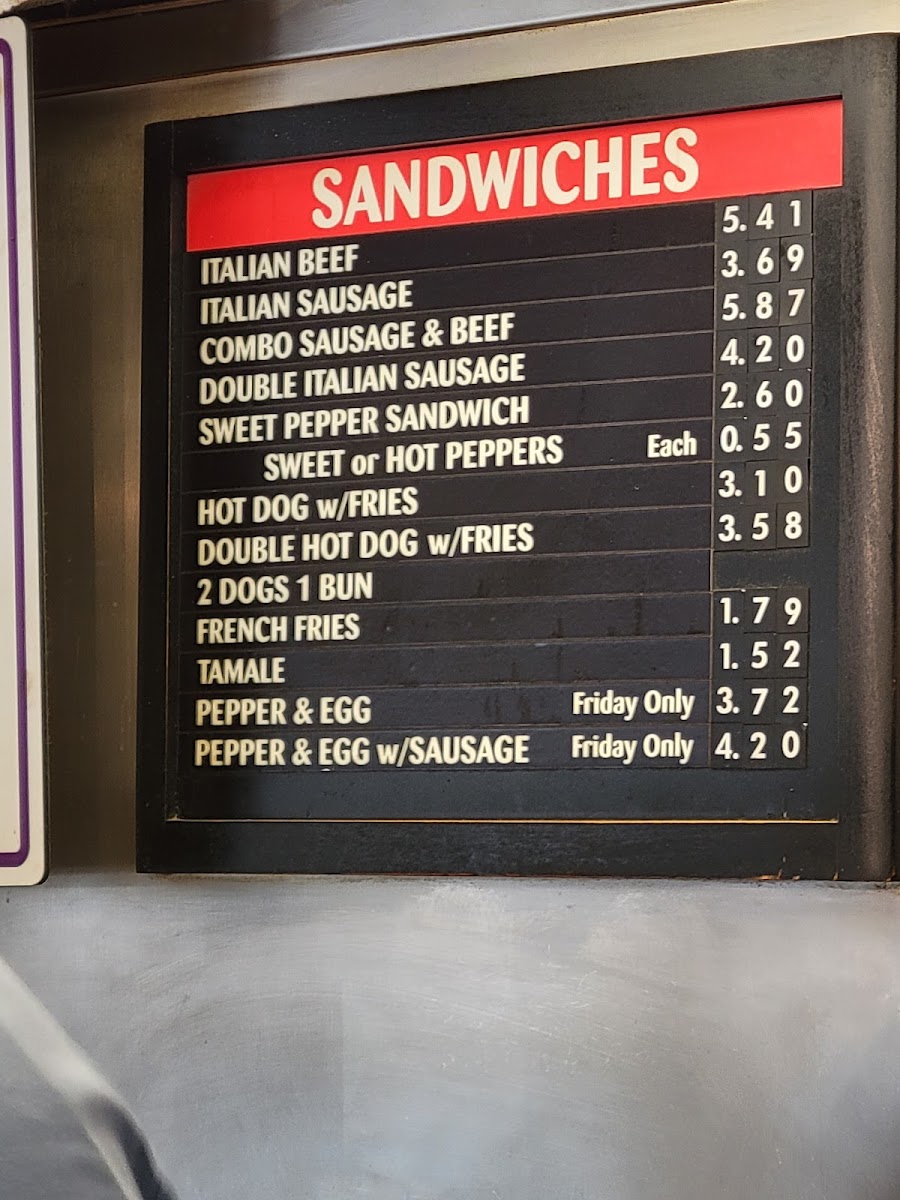 SANDWICHES
ITALIAN BEEF 5.41
ITALIAN SAUSAGE 3.69
COMBO SAUSAGE & BEEF 5.87
DOUBLE ITALIAN SAUSAGE 4.20
SWEET PEPPER SANDWICH 2.60
SWEET or HOT PEPPERS Each 0.55
HOT DOG w/FRIES 3.10
DOUBLE HOT DOG w/FRIES 3.58
2 DOGS 1 BUN
FRENCH FRIES 1.79
TAMALE 1.52
PEPPER & EGG Friday Only 3.72
PEPPER & EGG w/SAUSAGE Friday Only 4.20